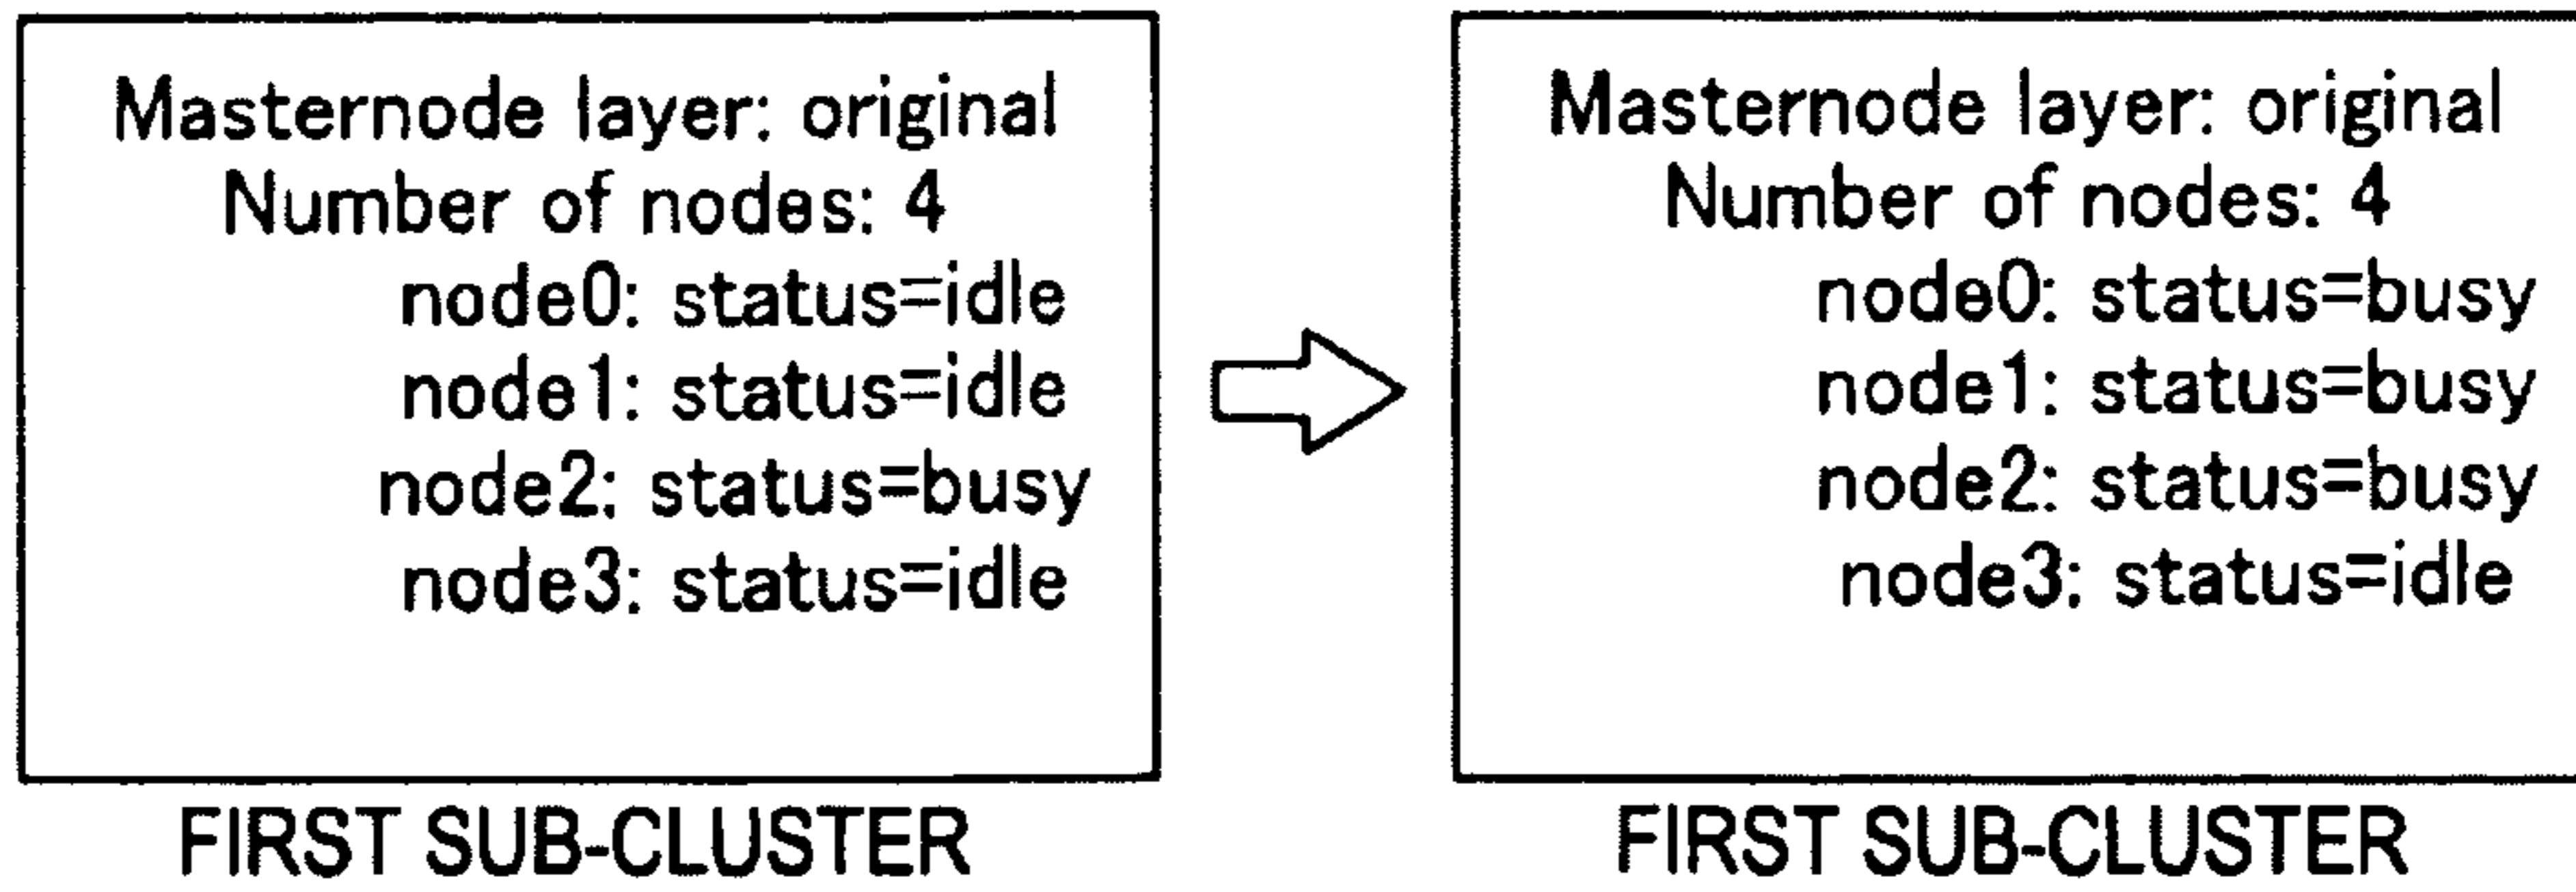 Masternode layer: original
Number of nodes: 4
node0: status=idle
node1: status=idle
node2: status=busy
node3: status=idle
FIRST SUB-CLUSTER
Masternode layer: original
Number of nodes: 4
node0: status=busy
node1: status=busy
node2: status=busy
node3: status=idle
FIRST SUB-CLUSTER